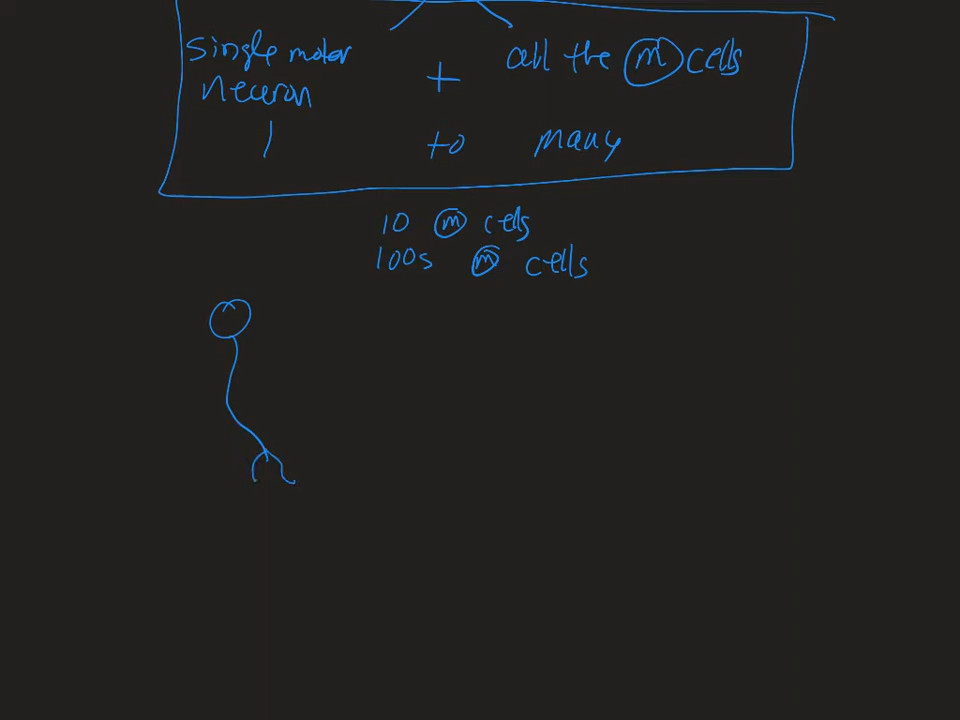 single motor + all the m cells
neuron
1 to many
10 m cells
100s m cells